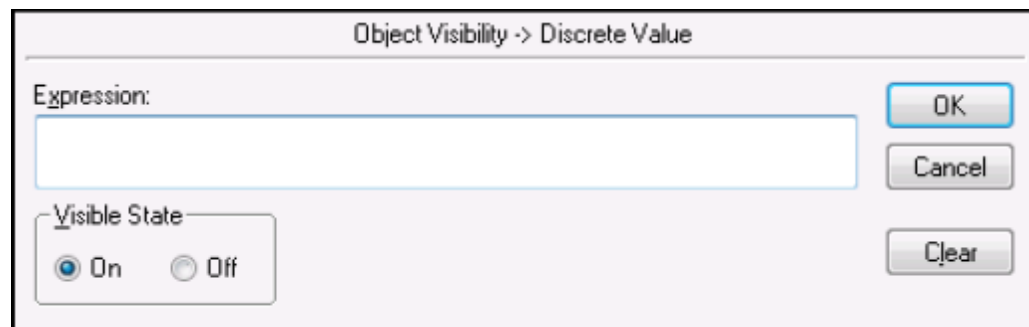 Object Visibility -> Discrete Value
Expression:
OK
Cancel
Visible State
On Off
Clear